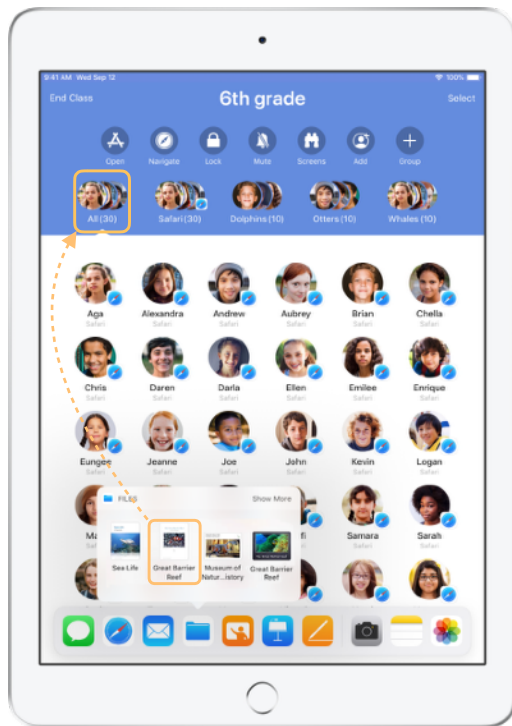 9:41 AM Wed Sep 12
100%
End Class
6th grade
Select
Open
Navigate
Lock
Mute
Screens
Add
Group
All (30)
Safari (30)
Dolphins (10)
Otters (10)
Whales (10)
Aga
Alexandra
Andrew
Aubrey
Brian
Chella
Safari
Safari
Safari
Safari
Safari
Safari
Chris
Daren
Darla
Ellen
Emilee
Enrique
Safari
Safari
Safari
Safari
Safari
Safari
Eungee
Jeanne
Joe
John
Kevin
Logan
Safari
Safari
Safari
Safari
Safari
Safari
FILES
Show More
Samara
Sarah
Safari
Safari
Sea Life
Great Barrier
Reef
Museum of
Natur...istory
Great Barrier
Reef